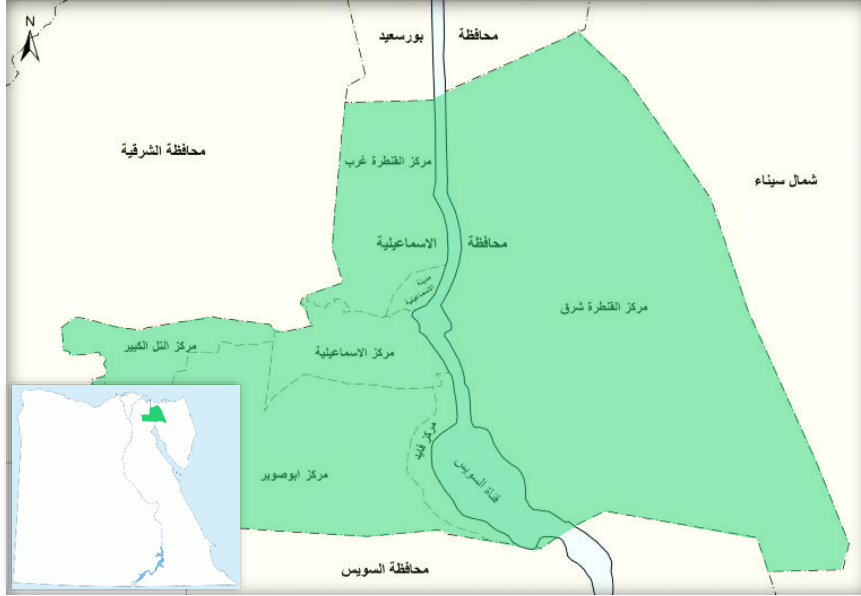 N
محافظة بورسعيد
محافظة الشرقية
مركز القنطرة غرب
شمال سيناء
محافظة الاسماعيلية
مدينة
الاسماعيلية
مركز القنطرة شرق
مركز التل الكبير
مركز الاسماعيلية
مركز فايد
مركز ابوصوير
قناة السويس
محافظة السويس